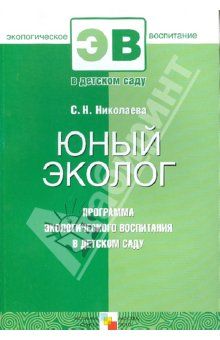 ЭКОЛОГИЧЕСКОЕ ЭВ ВОСПИТАНИЕ
В ДЕТСКОМ САДУ
С. Н. Николаева
ЮНЫЙ
ЭКОЛОГ
ПРОГРАММА
ЭКОЛОГИЧЕСКОГО ВОСПИТАНИЯ
В ДЕТСКОМ САДУ